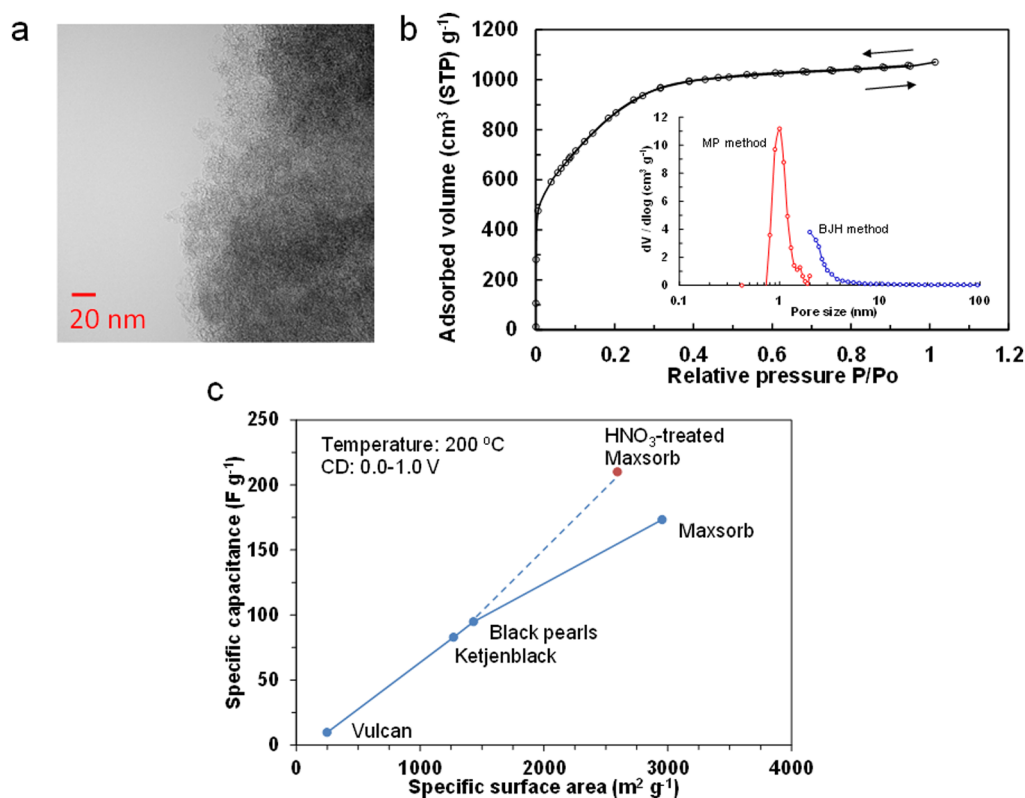 a
20 nm
b
Adsorbed volume (cm³ (STP) g⁻¹)
1200
1000
800
600
400
200
0
0
0.2
0.4
0.6
0.8
1
1.2
Relative pressure P/Po
dV / dlog (cm³ g⁻¹)
12
10
8
6
4
2
0
MP method
BJH method
0.1
1
10
100
Pore size (nm)
c
Specific capacitance (F g⁻¹)
250
200
150
100
50
0
Temperature: 200 ºC
CD: 0.0-1.0 V
HNO₃-treated
Maxsorb
Maxsorb
Black pearls
Ketjenblack
Vulcan
0
1000
2000
3000
4000
Specific surface area (m² g⁻¹)